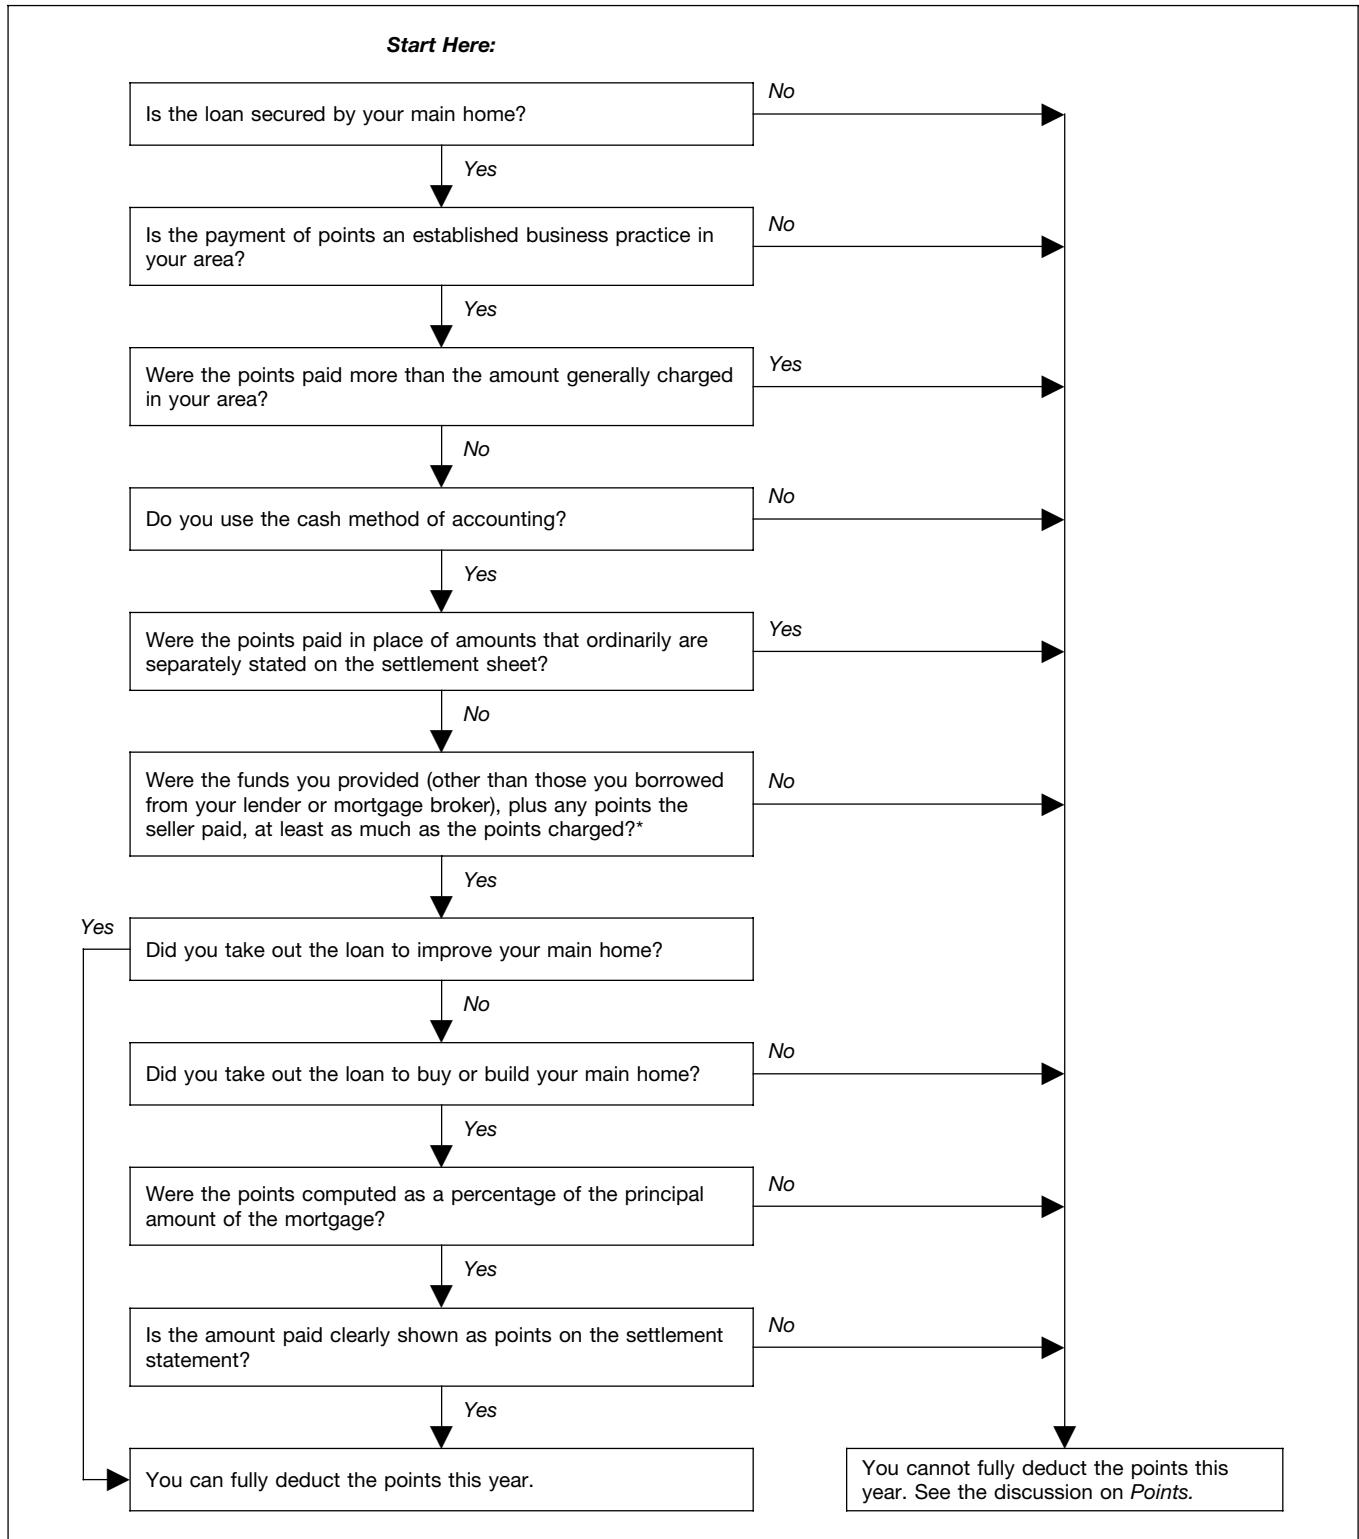 Start Here:
Is the loan secured by your main home?
No
Yes
Is the payment of points an established business practice in
your area?
No
Yes
Were the points paid more than the amount generally charged
in your area?
Yes
No
Do you use the cash method of accounting?
No
Yes
Were the points paid in place of amounts that ordinarily are
separately stated on the settlement sheet?
Yes
No
Were the funds you provided (other than those you borrowed
from your lender or mortgage broker), plus any points the
seller paid, at least as much as the points charged?*
No
Yes
Yes
Did you take out the loan to improve your main home?
No
Did you take out the loan to buy or build your main home?
No
Yes
Were the points computed as a percentage of the principal
amount of the mortgage?
No
Yes
Is the amount paid clearly shown as points on the settlement
statement?
No
Yes
You can fully deduct the points this year.
You cannot fully deduct the points this
year. See the discussion on Points.